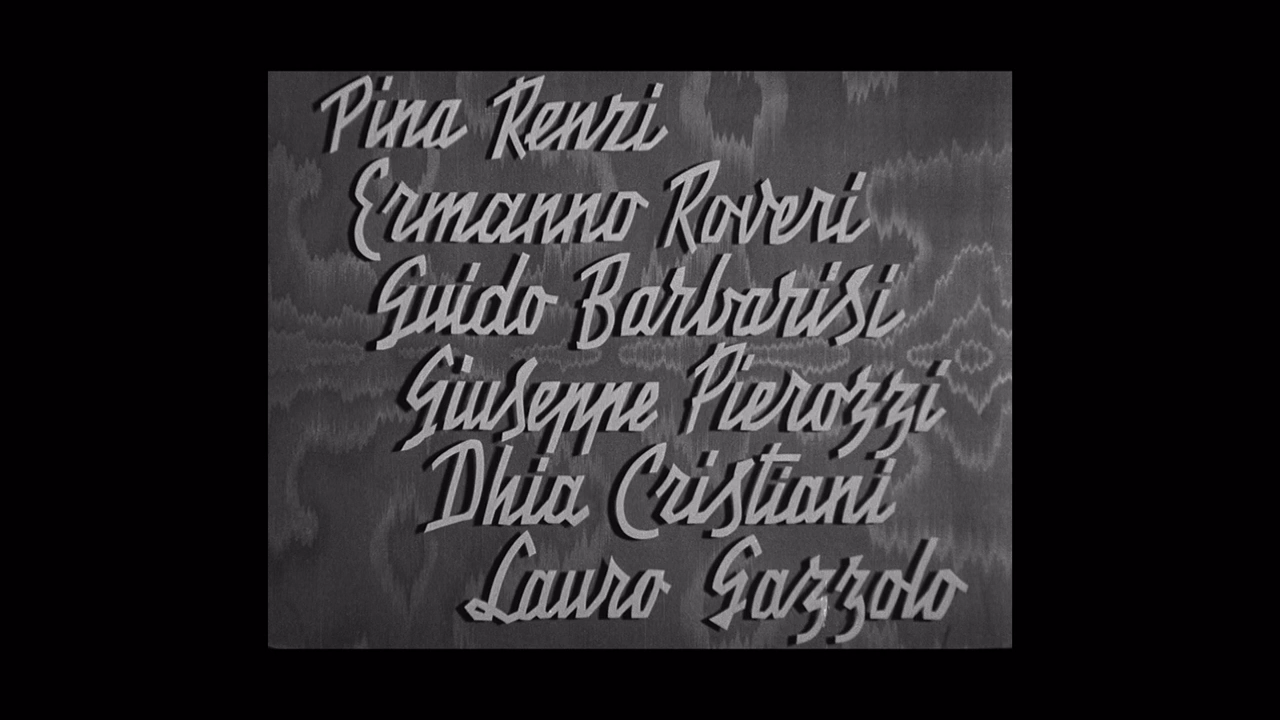 Pina Renzi
Ermanno Roveri
Guido Barbarisi
Giuseppe Pierozzi
Dhia Cristiani
Lauro Gazzolo